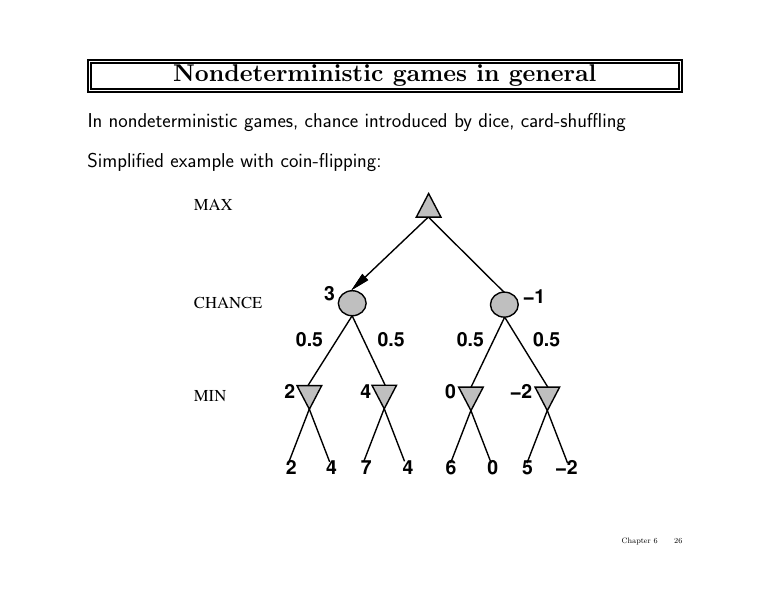 Nondeterministic games in general
In nondeterministic games, chance introduced by dice, card-shuffling
Simplified example with coin-flipping:
MAX
CHANCE 3 −1
0.5 0.5 0.5 0.5
MIN 2 4 0 −2
2 4 7 4 6 0 5 −2
Chapter 6 26